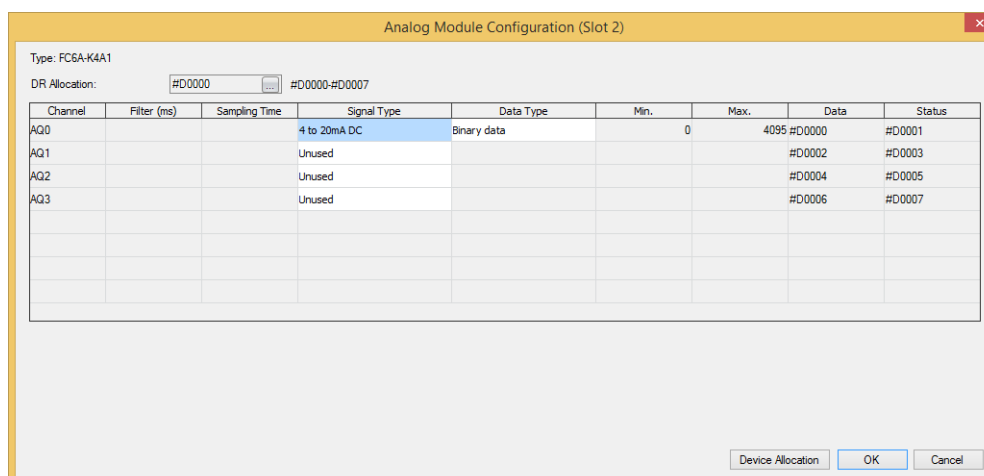 Analog Module Configuration (Slot 2)
Type: FC6A-K4A1
DR Allocation: #D0000 ... #D0000-#D0007
Channel Filter (ms) Sampling Time Signal Type Data Type Min. Max. Data Status
AQ0 4 to 20mA DC Binary data 0 4095 #D0000 #D0001
AQ1 Unused #D0002 #D0003
AQ2 Unused #D0004 #D0005
AQ3 Unused #D0006 #D0007
Device Allocation OK Cancel